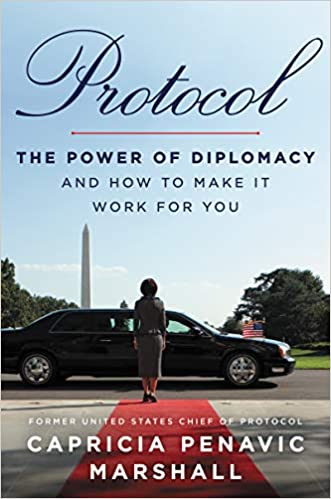 Protocol
THE POWER OF DIPLOMACY
AND HOW TO MAKE IT
WORK FOR YOU
FORMER UNITED STATES CHIEF OF PROTOCOL
CAPRICIA PENAVIC
MARSHALL